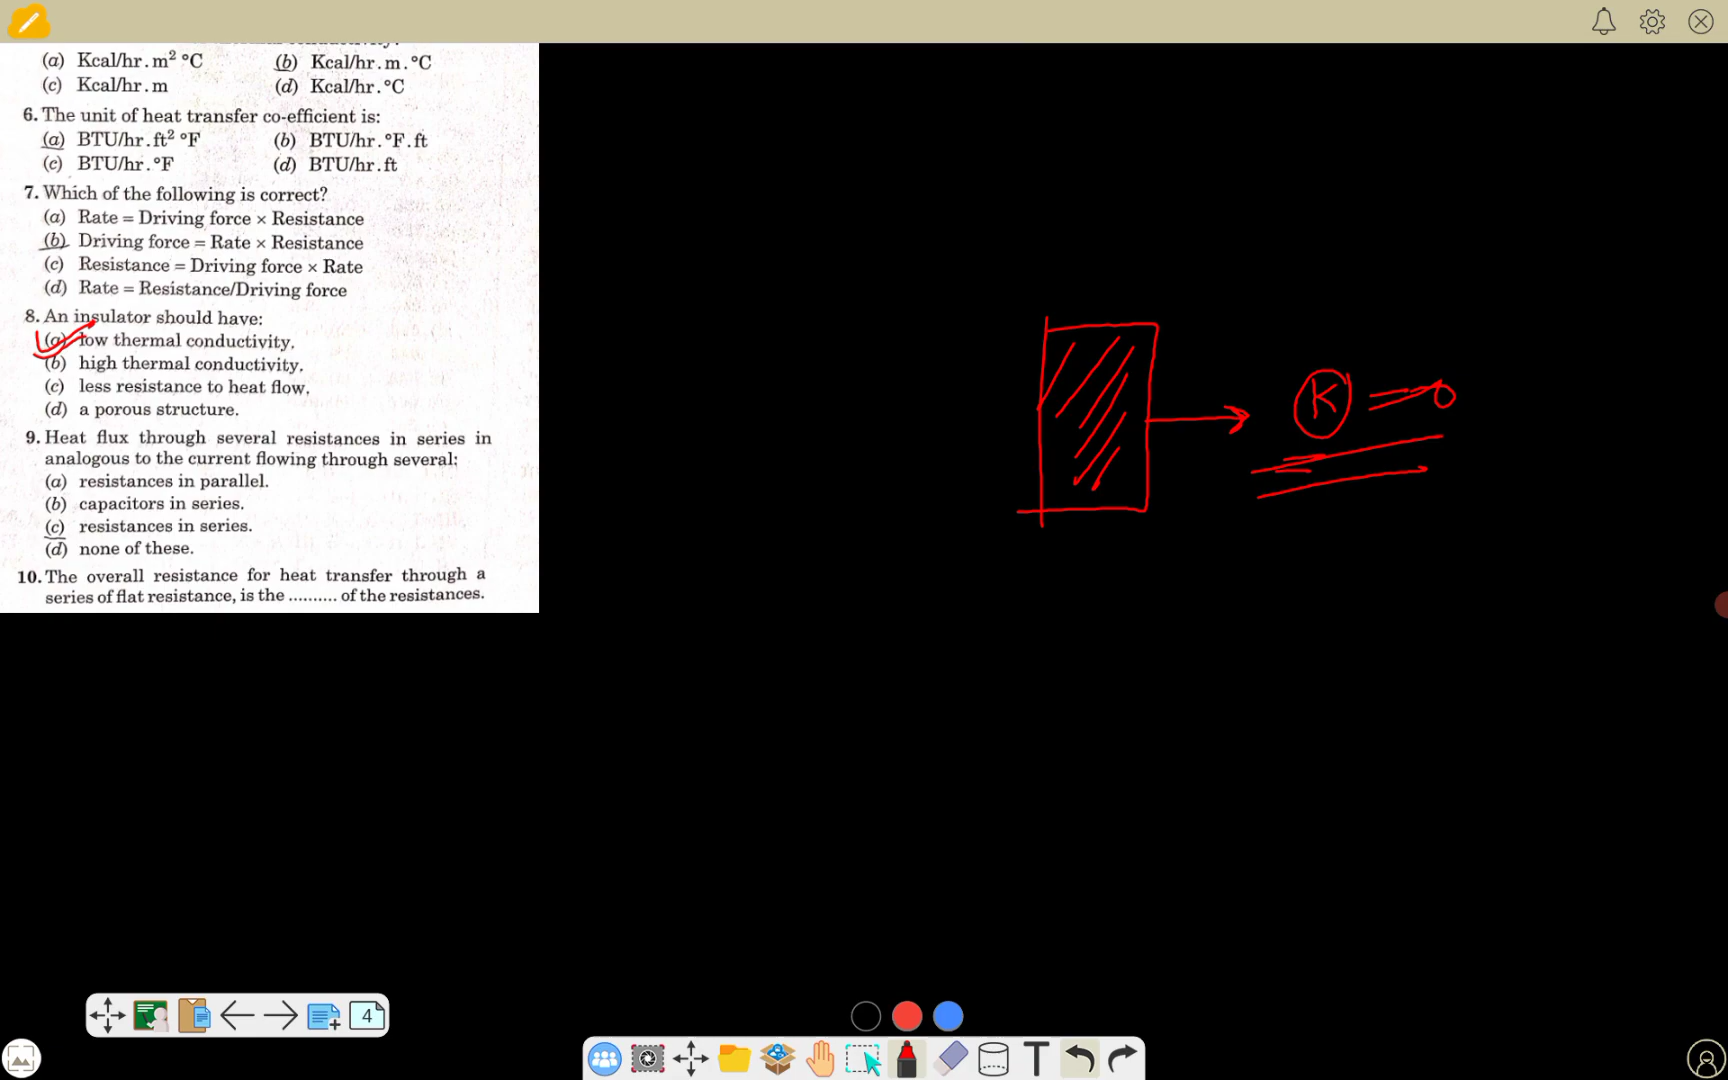 (a) Kcal/hr.m² °C (b) Kcal/hr.m.°C
(c) Kcal/hr.m (d) Kcal/hr.°C
6. The unit of heat transfer co-efficient is:
(a) BTU/hr.ft² °F (b) BTU/hr.°F.ft
(c) BTU/hr.°F (d) BTU/hr.ft
7. Which of the following is correct?
(a) Rate = Driving force × Resistance
(b) Driving force = Rate × Resistance
(c) Resistance = Driving force × Rate
(d) Rate = Resistance/Driving force
8. An insulator should have:
(a) low thermal conductivity.
(b) high thermal conductivity.
(c) less resistance to heat flow,
(d) a porous structure.
9. Heat flux through several resistances in series in
analogous to the current flowing through several:
(a) resistances in parallel.
(b) capacitors in series.
(c) resistances in series.
(d) none of these.
10. The overall resistance for heat transfer through a
series of flat resistance, is the .......... of the resistances.
K = 0
4
T